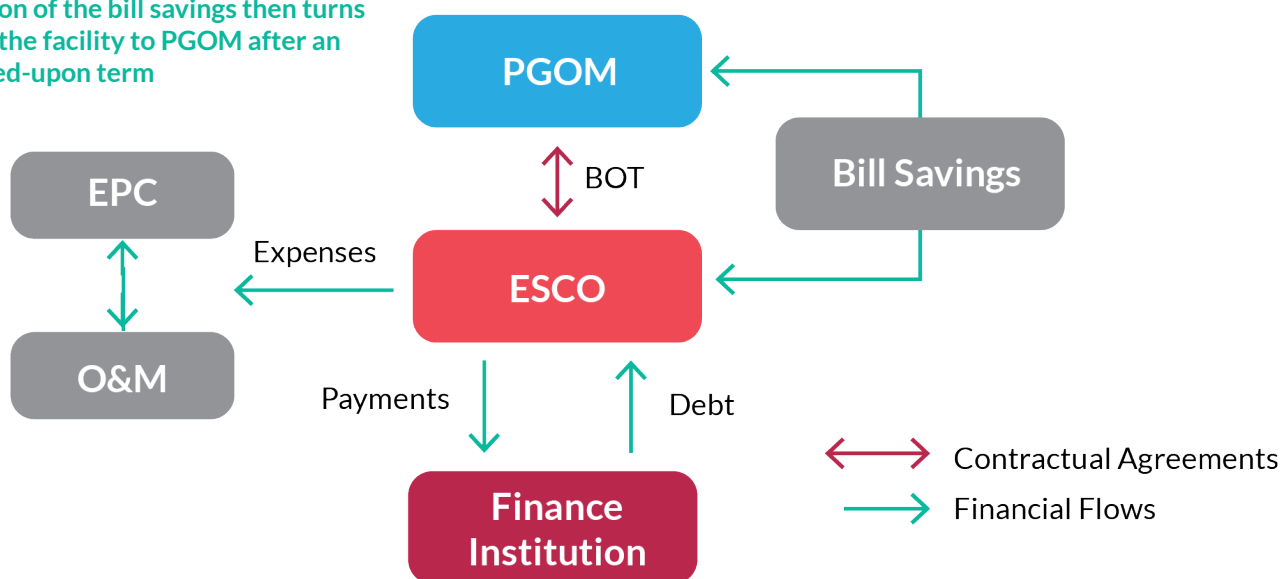 on of the bill savings then turns
the facility to PGOM after an
ed-upon term
PGOM
BOT
Bill Savings
EPC
Expenses
ESCO
O&M
Payments
Debt
Finance
Institution
Contractual Agreements
Financial Flows